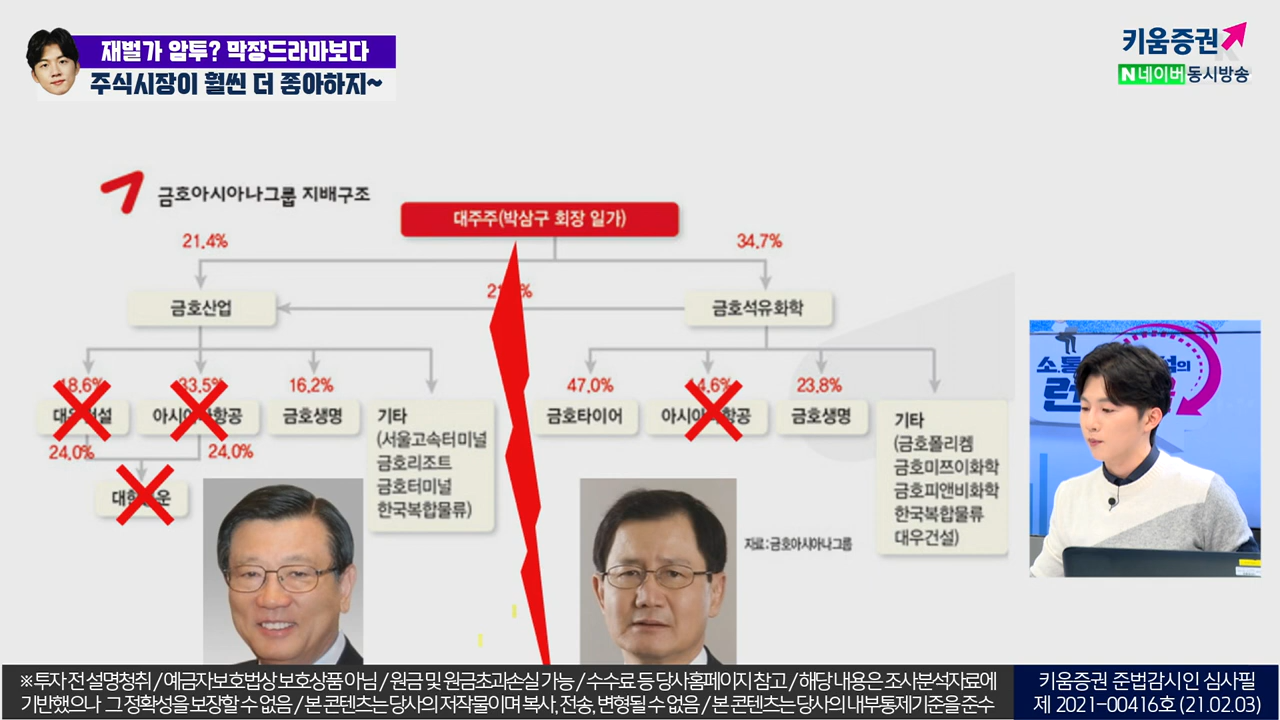 재벌가 암투? 막장드라마보다
주식시장이 훨씬 더 좋아하지~
키움증권
N 네이버 동시방송
금호아시아나그룹 지배구조
대주주(박삼구 회장 일가)
21.4%
34.7%
금호산업
금호석유화학
18.6%
33.5%
16.2%
47.0%
4.6%
23.8%
금호생명
금호타이어
금호생명
24.0%
24.0%
기타
(서울고속터미널
금호리조트
금호터미널
한국복합물류)
기타
(금호폴리켐
금호미쯔이화학
금호피앤비화학
한국복합물류
대우건설)
자료:금호아시아나그룹
※ 투자 전 설명청취 / 예금자보호법상 보호상품 아님 / 원금 및 원금초과손실 가능 / 수수료 등 당사홈페이지 참고 / 해당 내용은 조사분석자료에
기반했으나 그 정확성을 보장할 수 없음 / 본 콘텐츠는 당사의 저작물이며 복사, 전송, 변형될 수 없음 / 본 콘텐츠는 당사의 내부통제기준을 준수
키움증권 준법감시인 심사필
제 2021-00416호 (21.02.03)